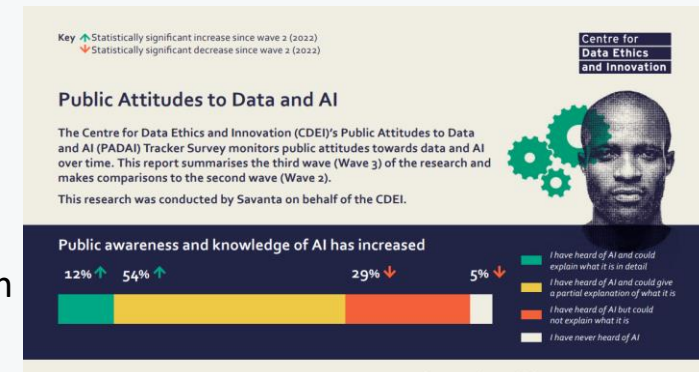 Key ↑Statistically significant increase since wave 2 (2022)
↓Statistically significant decrease since wave 2 (2022)
Centre for
Data Ethics
and Innovation
Public Attitudes to Data and AI
The Centre for Data Ethics and Innovation (CDEI)'s Public Attitudes to Data
and AI (PADAI) Tracker Survey monitors public attitudes towards data and AI
over time. This report summarises the third wave (Wave 3) of the research and
makes comparisons to the second wave (Wave 2).
This research was conducted by Savanta on behalf of the CDEI.
Public awareness and knowledge of AI has increased
12%↑ 54% ↑ 29% ↓ 5% ↓
I have heard of AI and could
explain what it is in detail
I have heard of AI and could give
a partial explanation of what it is
I have heard of AI but could
not explain what it is
I have never heard of AI